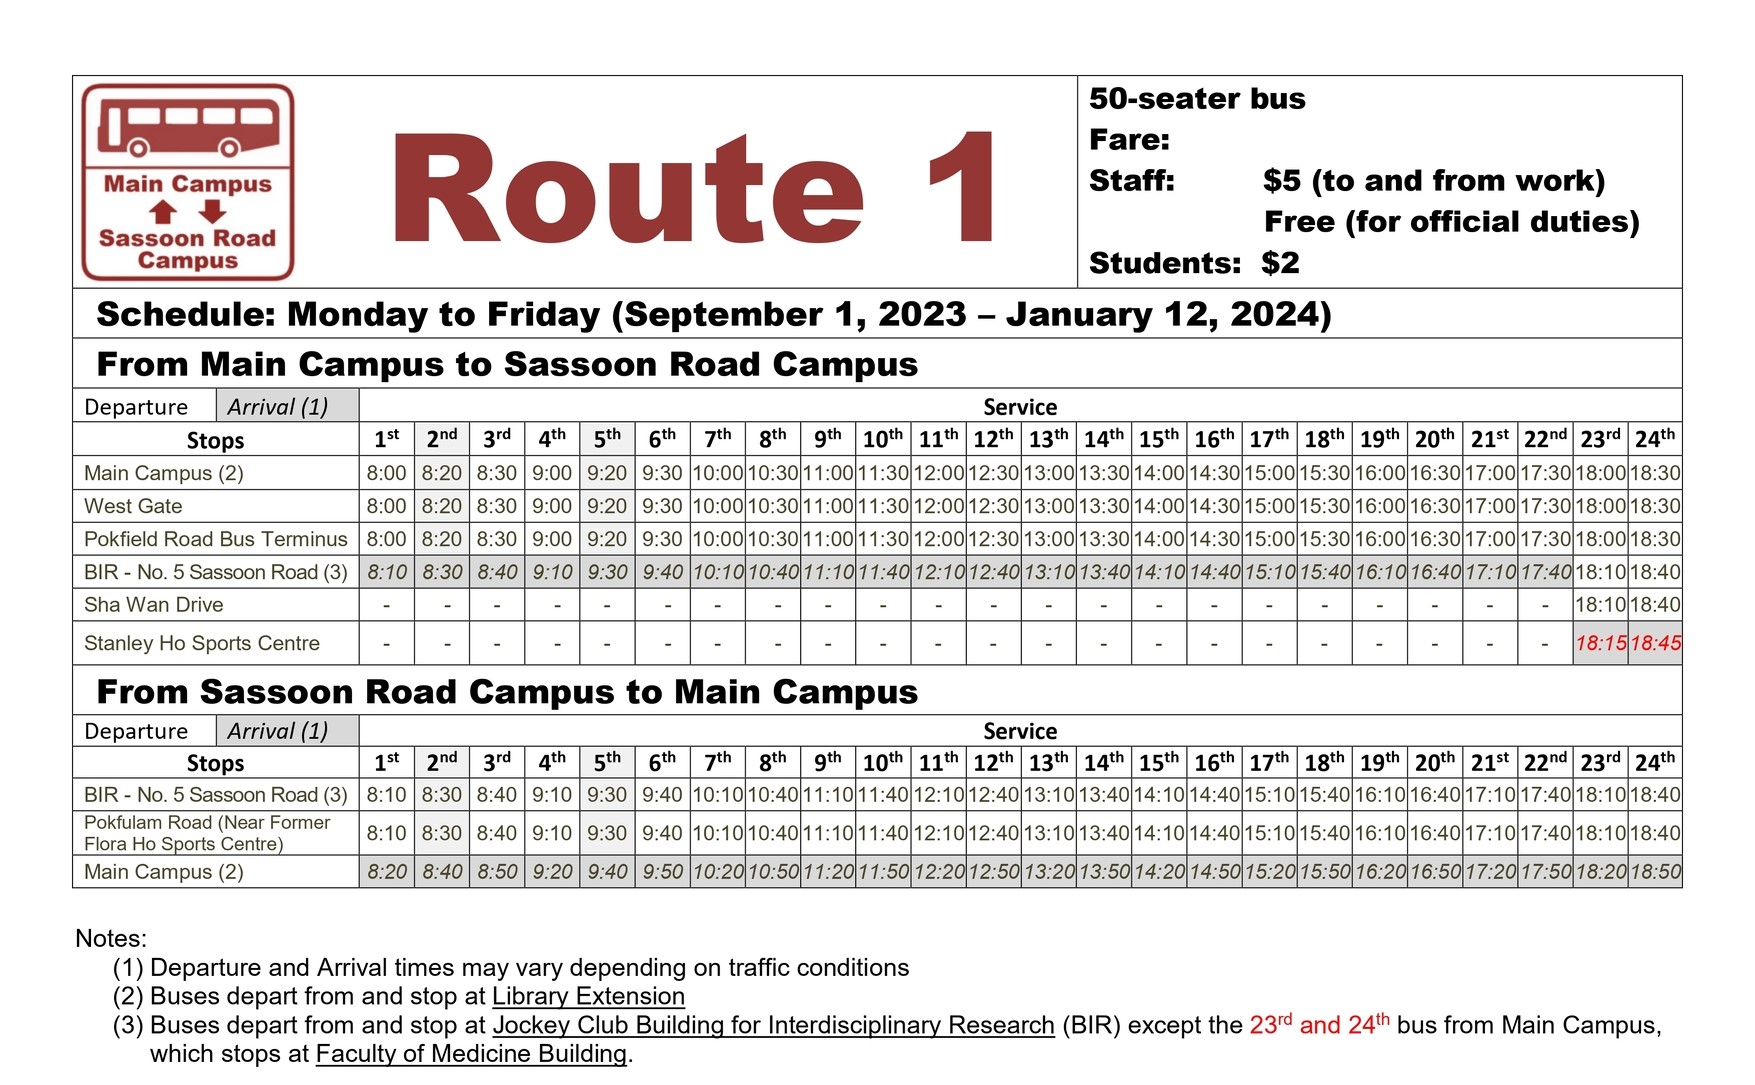 Main Campus
Sassoon Road
Campus
Route 1
50-seater bus
Fare:
Staff: $5 (to and from work)
Free (for official duties)
Students: $2
Schedule: Monday to Friday (September 1, 2023 – January 12, 2024)
From Main Campus to Sassoon Road Campus
Departure Arrival (1) Service
Stops 1st 2nd 3rd 4th 5th 6th 7th 8th 9th 10th 11th 12th 13th 14th 15th 16th 17th 18th 19th 20th 21st 22nd 23rd 24th
Main Campus (2) 8:00 8:20 8:30 9:00 9:20 9:30 10:00 10:30 11:00 11:30 12:00 12:30 13:00 13:30 14:00 14:30 15:00 15:30 16:00 16:30 17:00 17:30 18:00 18:30
West Gate 8:00 8:20 8:30 9:00 9:20 9:30 10:00 10:30 11:00 11:30 12:00 12:30 13:00 13:30 14:00 14:30 15:00 15:30 16:00 16:30 17:00 17:30 18:00 18:30
Pokfield Road Bus Terminus 8:00 8:20 8:30 9:00 9:20 9:30 10:00 10:30 11:00 11:30 12:00 12:30 13:00 13:30 14:00 14:30 15:00 15:30 16:00 16:30 17:00 17:30 18:00 18:30
BIR - No. 5 Sassoon Road (3) 8:10 8:30 8:40 9:10 9:30 9:40 10:10 10:40 11:10 11:40 12:10 12:40 13:10 13:40 14:10 14:40 15:10 15:40 16:10 16:40 17:10 17:40 18:10 18:40
Sha Wan Drive - - - - - - - - - - - - - - - - - - - - - - 18:10 18:40
Stanley Ho Sports Centre - - - - - - - - - - - - - - - - - - - - - - 18:15 18:45
From Sassoon Road Campus to Main Campus
Departure Arrival (1) Service
Stops 1st 2nd 3rd 4th 5th 6th 7th 8th 9th 10th 11th 12th 13th 14th 15th 16th 17th 18th 19th 20th 21st 22nd 23rd 24th
BIR - No. 5 Sassoon Road (3) 8:10 8:30 8:40 9:10 9:30 9:40 10:10 10:40 11:10 11:40 12:10 12:40 13:10 13:40 14:10 14:40 15:10 15:40 16:10 16:40 17:10 17:40 18:10 18:40
Pokfulam Road (Near Former
Flora Ho Sports Centre) 8:10 8:30 8:40 9:10 9:30 9:40 10:10 10:40 11:10 11:40 12:10 12:40 13:10 13:40 14:10 14:40 15:10 15:40 16:10 16:40 17:10 17:40 18:10 18:40
Main Campus (2) 8:20 8:40 8:50 9:20 9:40 9:50 10:20 10:50 11:20 11:50 12:20 12:50 13:20 13:50 14:20 14:50 15:20 15:50 16:20 16:50 17:20 17:50 18:20 18:50
Notes:
(1) Departure and Arrival times may vary depending on traffic conditions
(2) Buses depart from and stop at Library Extension
(3) Buses depart from and stop at Jockey Club Building for Interdisciplinary Research (BIR) except the 23rd and 24th bus from Main Campus,
which stops at Faculty of Medicine Building.